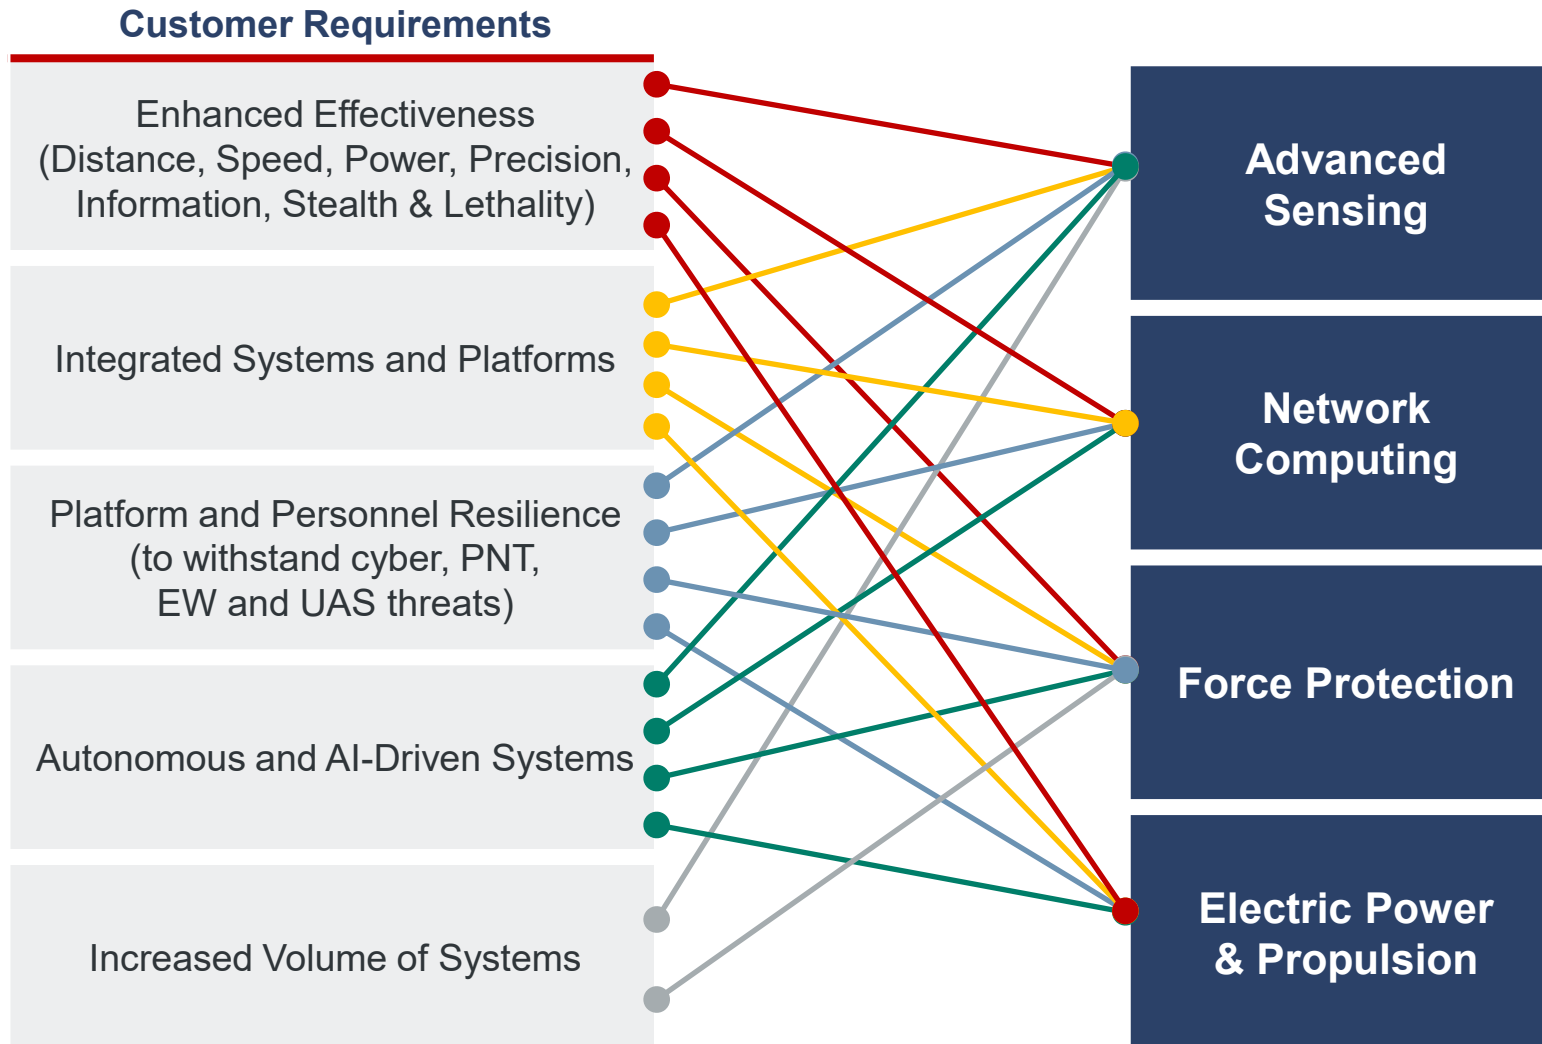 Customer Requirements
Enhanced Effectiveness
(Distance, Speed, Power, Precision,
Information, Stealth & Lethality)
Integrated Systems and Platforms
Platform and Personnel Resilience
(to withstand cyber, PNT,
EW and UAS threats)
Autonomous and AI-Driven Systems
Increased Volume of Systems
Advanced
Sensing
Network
Computing
Force Protection
Electric Power
& Propulsion